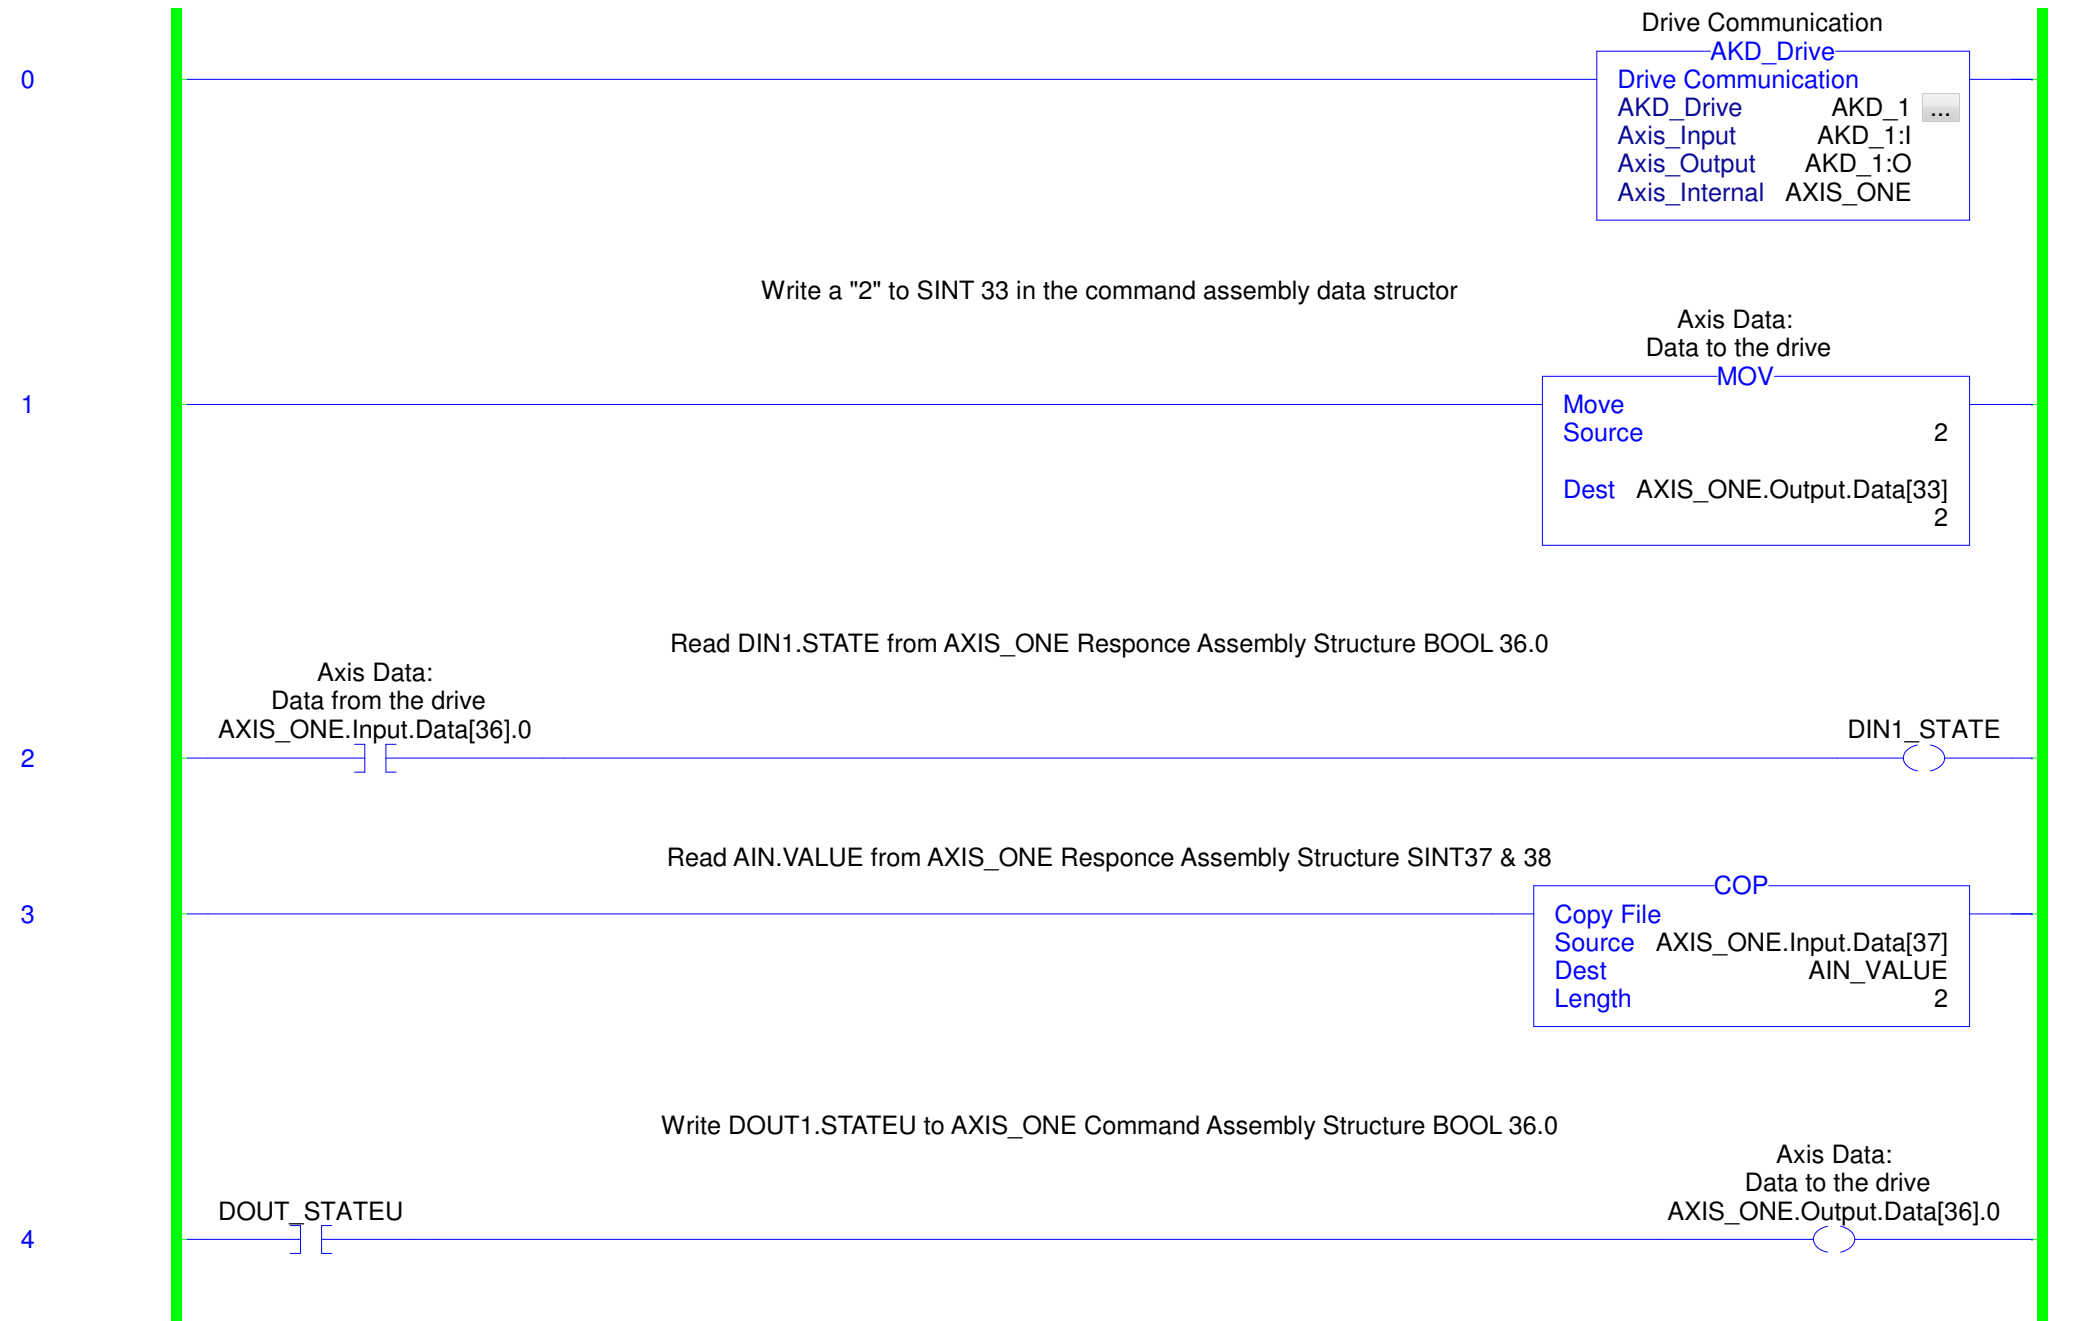 Drive Communication
AKD_Drive
0
Drive Communication
AKD_Drive AKD_1 ...
Axis_Input AKD_1:I
Axis_Output AKD_1:O
Axis_Internal AXIS_ONE
Write a "2" to SINT 33 in the command assembly data structor
Axis Data:
Data to the drive
MOV
1
Move
Source 2
Dest AXIS_ONE.Output.Data[33]
2
Read DIN1.STATE from AXIS_ONE Responce Assembly Structure BOOL 36.0
Axis Data:
Data from the drive
AXIS_ONE.Input.Data[36].0
DIN1_STATE
2
Read AIN.VALUE from AXIS_ONE Responce Assembly Structure SINT37 & 38
COP
3
Copy File
Source AXIS_ONE.Input.Data[37]
Dest AIN_VALUE
Length 2
Write DOUT1.STATEU to AXIS_ONE Command Assembly Structure BOOL 36.0
Axis Data:
Data to the drive
DOUT_STATEU
AXIS_ONE.Output.Data[36].0
4